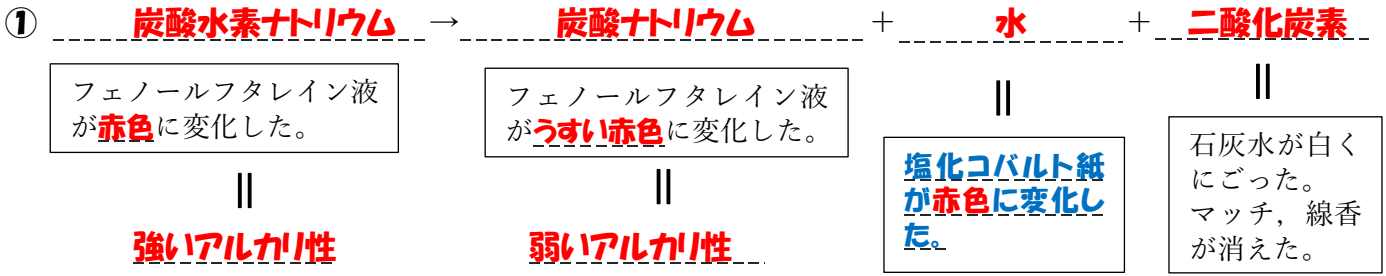 ① 炭酸水素ナトリウム → 炭酸ナトリウム + 水 + 二酸化炭素
フェノールフタレイン液
が赤色に変化した。
||
強いアルカリ性
フェノールフタレイン液
がうすい赤色に変化した。
||
弱いアルカリ性
||
塩化コバルト紙
が赤色に変化し
た。
||
石灰水が白く
にごった。
マッチ，線香
が消えた。